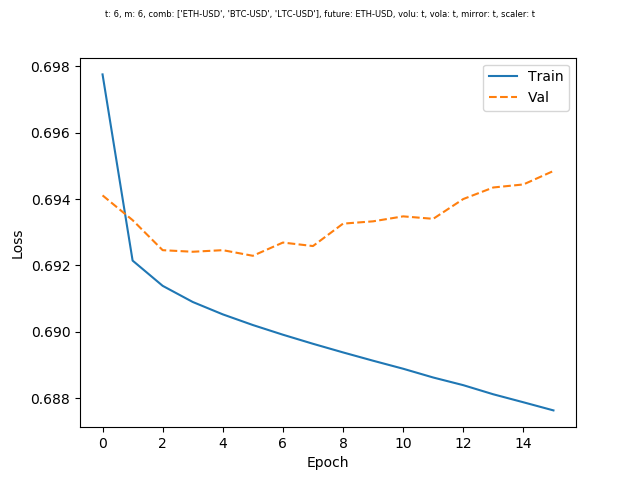 t: 6, m: 6, comb: ['ETH-USD', 'BTC-USD', 'LTC-USD'], future: ETH-USD, volu: t, vola: t, mirror: t, scaler: t
Train
Val
0.698
0.696
0.694
0.692
0.690
0.688
Loss
0 2 4 6 8 10 12 14
Epoch